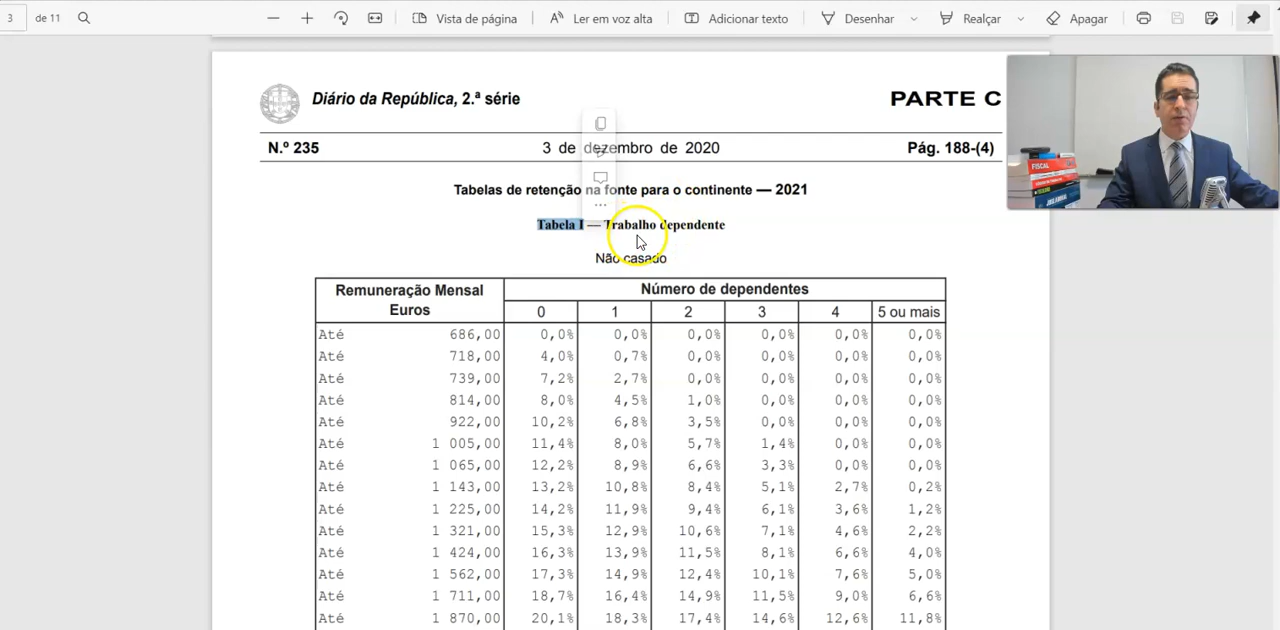 3 de 11 Vista de página Ler em voz alta Adicionar texto Desenhar Realçar Apagar
Diário da República, 2.ª série PARTE C
N.º 235 3 de dezembro de 2020 Pág. 188-(4)
Tabelas de retenção na fonte para o continente — 2021
Tabela I — Trabalho dependente
Não casado
Remuneração Mensal Euros Número de dependentes
0 1 2 3 4 5 ou mais
Até 686,00 0,0% 0,0% 0,0% 0,0% 0,0% 0,0%
Até 718,00 4,0% 0,7% 0,0% 0,0% 0,0% 0,0%
Até 739,00 7,2% 2,7% 0,0% 0,0% 0,0% 0,0%
Até 814,00 8,0% 4,5% 1,0% 0,0% 0,0% 0,0%
Até 922,00 10,2% 6,8% 3,5% 0,0% 0,0% 0,0%
Até 1 005,00 11,4% 8,0% 5,7% 1,4% 0,0% 0,0%
Até 1 065,00 12,2% 8,9% 6,6% 3,3% 0,0% 0,0%
Até 1 143,00 13,2% 10,8% 8,4% 5,1% 2,7% 0,2%
Até 1 225,00 14,2% 11,9% 9,4% 6,1% 3,6% 1,2%
Até 1 321,00 15,3% 12,9% 10,6% 7,1% 4,6% 2,2%
Até 1 424,00 16,3% 13,9% 11,5% 8,1% 6,6% 4,0%
Até 1 562,00 17,3% 14,9% 12,4% 10,1% 7,6% 5,0%
Até 1 711,00 18,7% 16,4% 14,9% 11,5% 9,0% 6,6%
Até 1 870,00 20,1% 18,3% 17,4% 14,6% 12,6% 11,8%
FISCAL